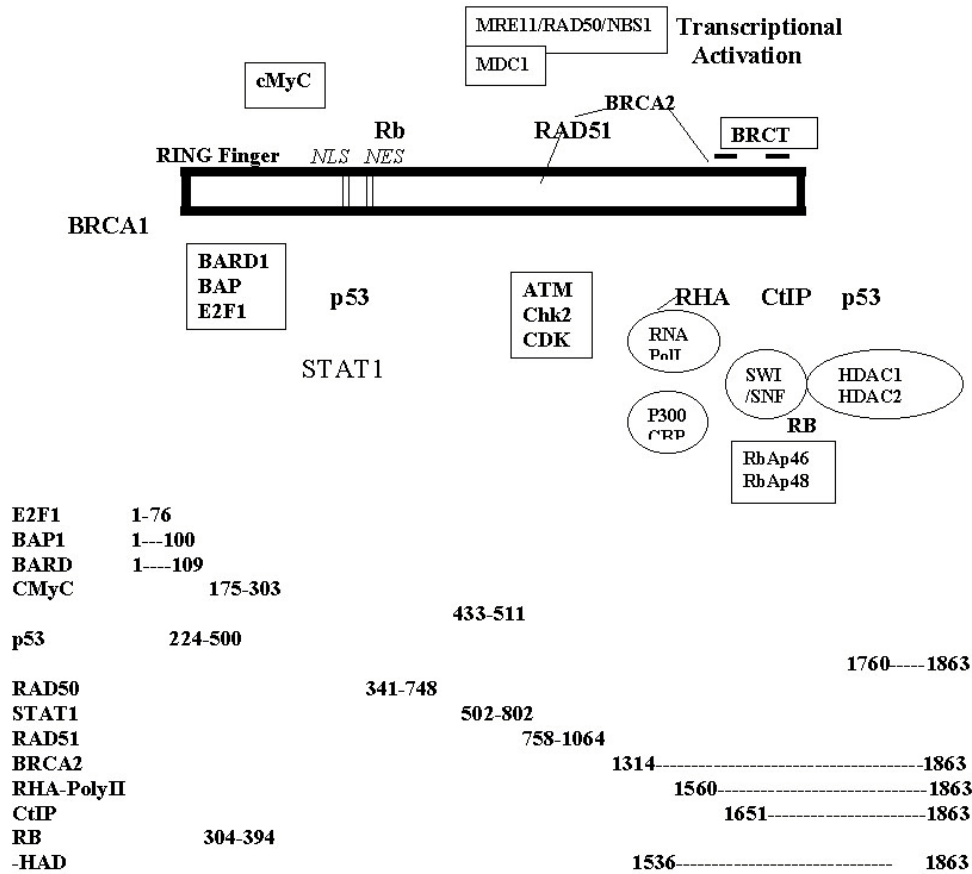 MRE11/RAD50/NBS1
Transcriptional
Activation
MDC1
cMyC
BRCA2
Rb
RAD51
BRCT
RING Finger
NLS
NES
BRCA1
BARD1
BAP
E2F1
p53
STAT1
ATM
Chk2
CDK
RHA
CtIP
p53
RNA
PolI
SWI
/SNF
HDAC1
HDAC2
P300
CBP
RB
RbAp46
RbAp48
E2F1 1-76
BAP1 1---100
BARD 1----109
CMyC 175-303
433-511
p53 224-500
1760-----1863
RAD50 341-748
STAT1 502-802
RAD51 758-1064
BRCA2 1314--------------------------------------1863
RHA-PolyII 1560------------------------------1863
CtIP 1651-----------------------1863
RB 304-394
-HAD 1536------------------------------- 1863